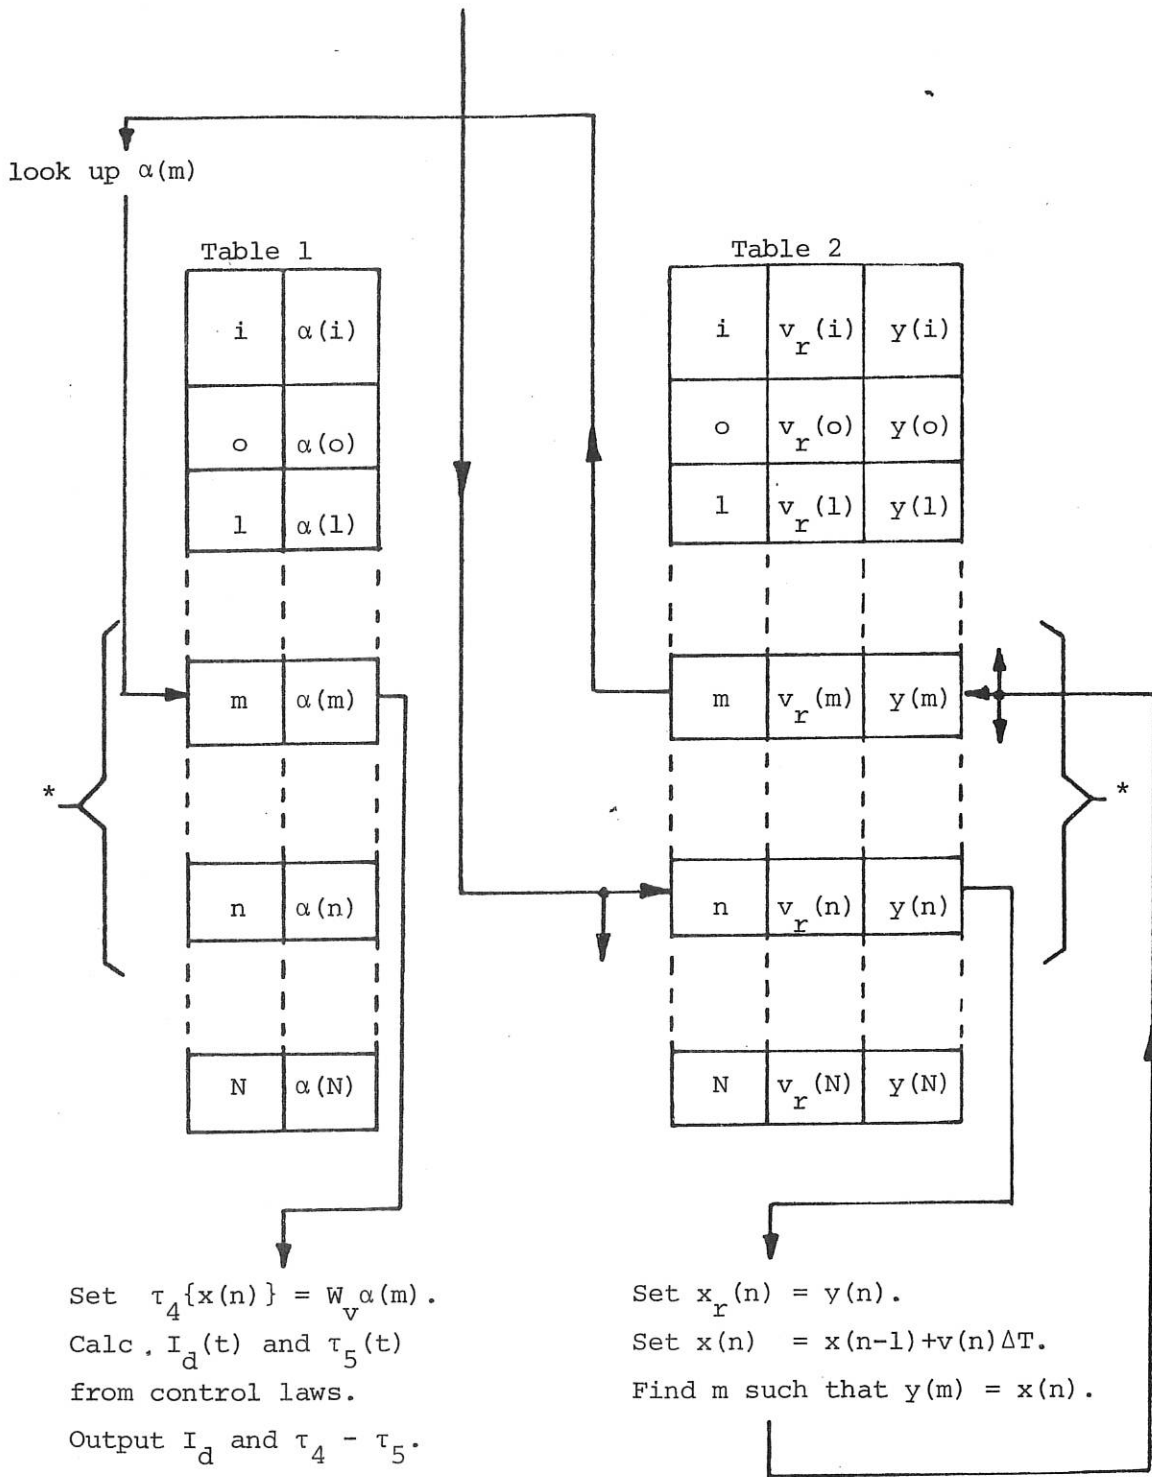 look up α(m)
Table 1
i α(i)
o α(o)
1 α(1)
m α(m)
n α(n)
N α(N)
*
Table 2
i v_r(i) y(i)
o v_r(o) y(o)
1 v_r(1) y(1)
m v_r(m) y(m)
n v_r(n) y(n)
N v_r(N) y(N)
*
Set τ_4{x(n)} = W_v α(m).
Calc. I_d(t) and τ_5(t)
from control laws.
Output I_d and τ_4 - τ_5.
Set x_r(n) = y(n).
Set x(n) = x(n-1)+v(n)ΔT.
Find m such that y(m) = x(n).